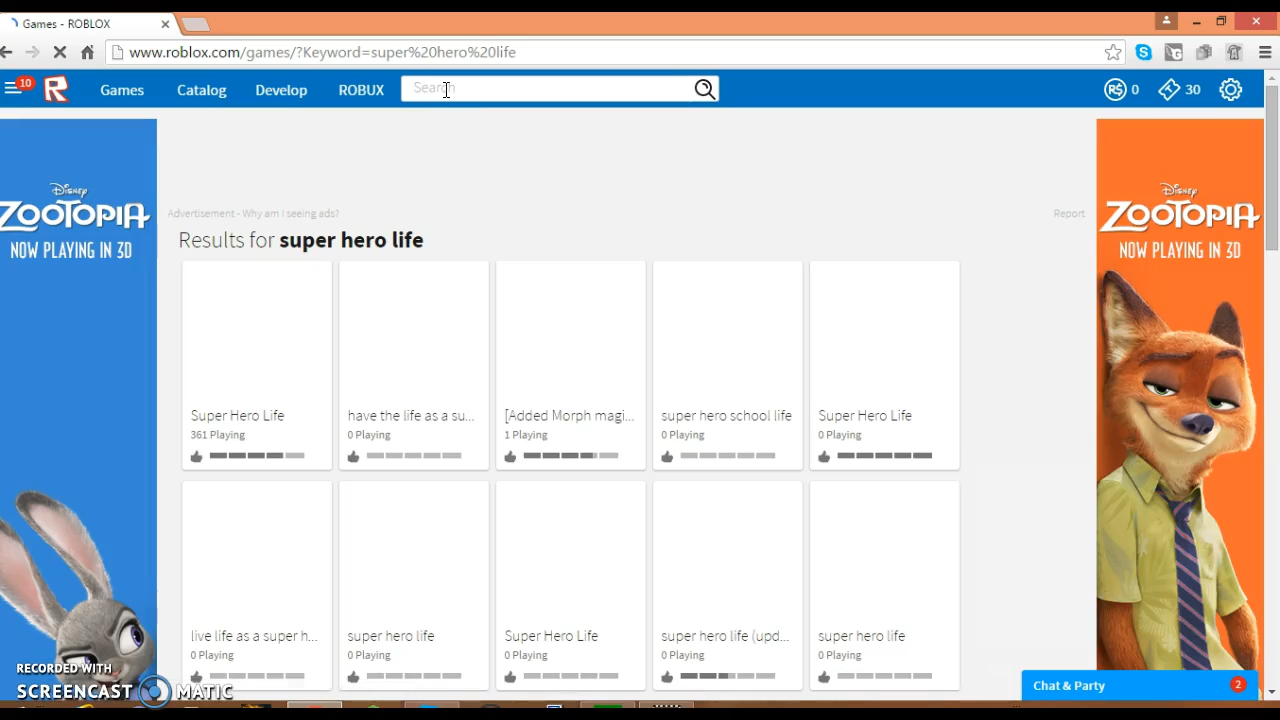 Games - ROBLOX
www.roblox.com/games/?Keyword=super%20hero%20life
10
R
Games
Catalog
Develop
ROBUX
Search
R$ 0
30
Disney
ZOOTOPIA
NOW PLAYING IN 3D
Disney
ZOOTOPIA
NOW PLAYING IN 3D
Advertisement - Why am I seeing ads?
Report
Results for super hero life
Super Hero Life
361 Playing
have the life as a su...
0 Playing
[Added Morph magi...
1 Playing
super hero school life
0 Playing
Super Hero Life
0 Playing
live life as a super h...
0 Playing
super hero life
0 Playing
Super Hero Life
0 Playing
super hero life (upd...
0 Playing
super hero life
0 Playing
RECORDED WITH
SCREENCAST MATIC
Chat & Party
2